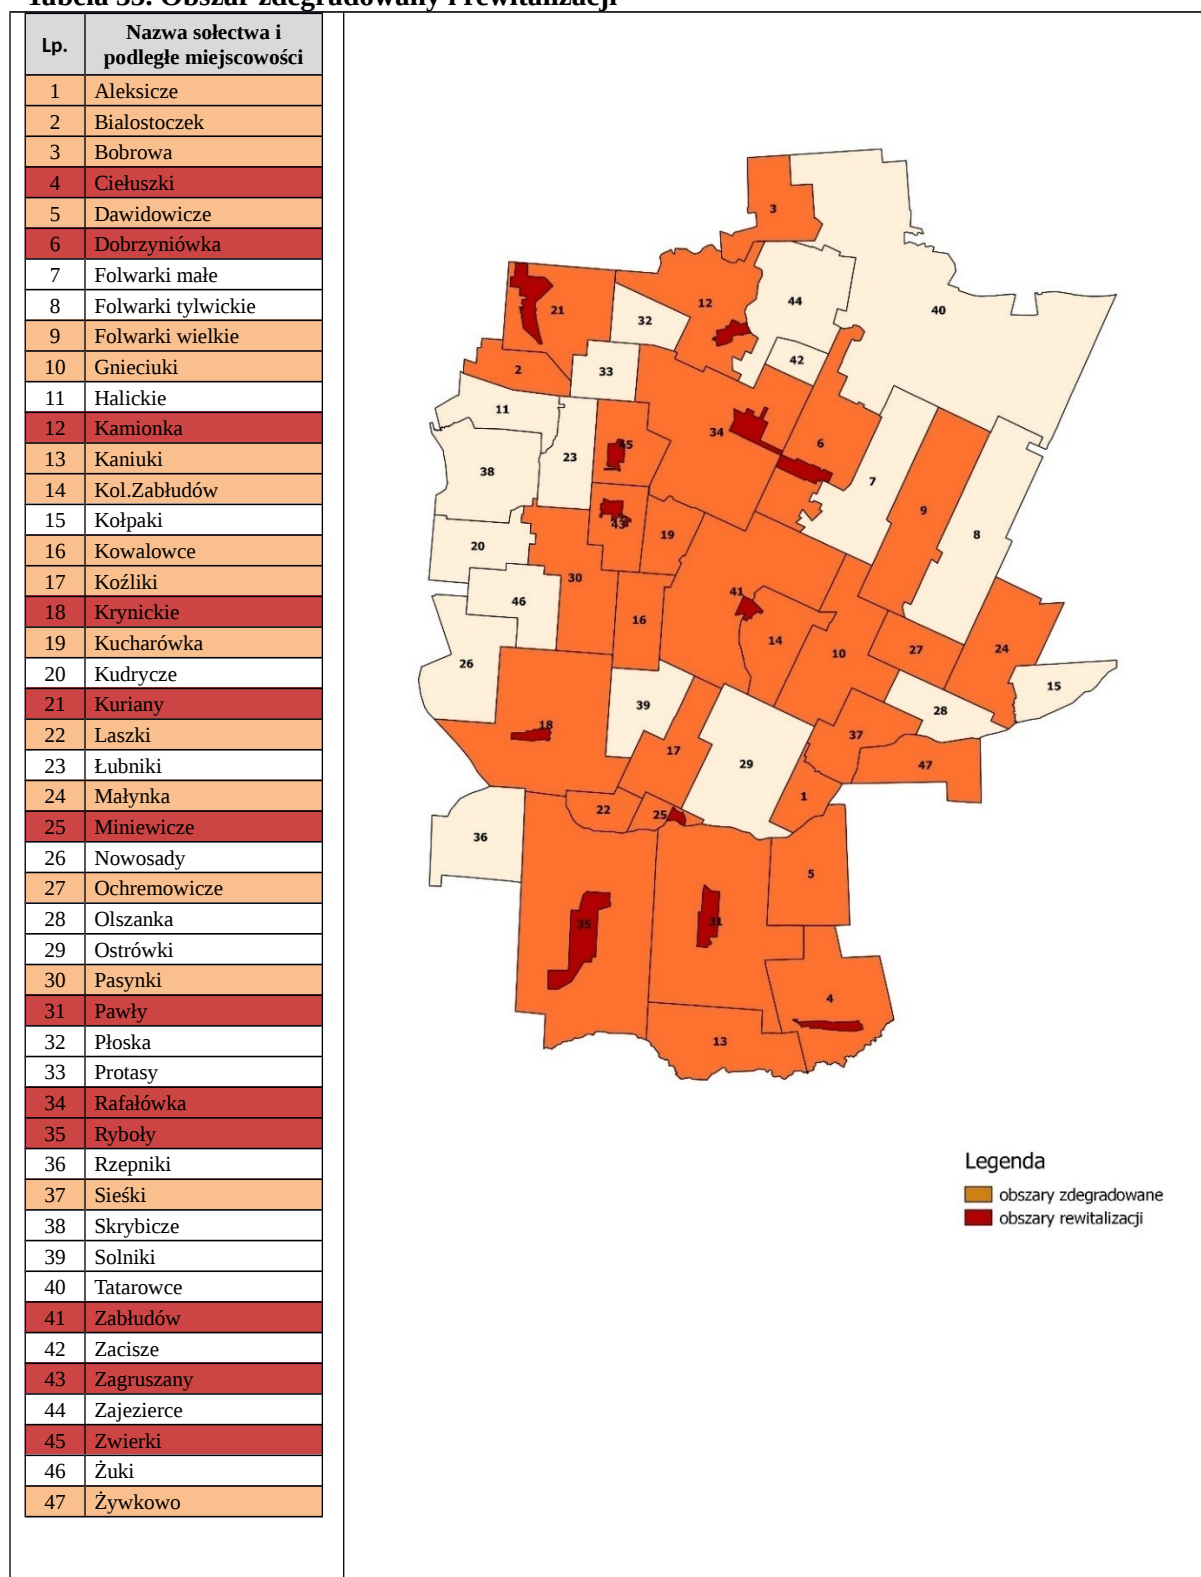 Tabela 33. Obszar zdegradowany i rewitalizacji
Lp. Nazwa sołectwa i
podległe miejscowości
1 Aleksicze
2 Bialostoczek
3 Bobrowa
4 Ciełuszki
5 Dawidowicze
6 Dobrzyniówka
7 Folwarki małe
8 Folwarki tylwickie
9 Folwarki wielkie
10 Gnieciuki
11 Halickie
12 Kamionka
13 Kaniuki
14 Kol.Zabłudów
15 Kołpaki
16 Kowalowce
17 Koźliki
18 Krynickie
19 Kucharówka
20 Kudrycze
21 Kuriany
22 Laszki
23 Łubniki
24 Małynka
25 Miniewicze
26 Nowosady
27 Ochremowicze
28 Olszanka
29 Ostrówki
30 Pasynki
31 Pawły
32 Płoska
33 Protasy
34 Rafałówka
35 Ryboły
36 Rzepniki
37 Sieśki
38 Skrybicze
39 Solniki
40 Tatarowce
41 Zabłudów
42 Zacisze
43 Zagruszany
44 Zajezierce
45 Zwierki
46 Żuki
47 Żywkowo
3
44
40
21
12
32
42
2
33
11
34
6
45
38
23
7
9
43
19
8
20
30
41
46
16
14
10
27
24
26
15
39
28
18
37
17
29
47
1
22
25
36
5
35
31
4
13
Legenda
obszary zdegradowane
obszary rewitalizacji